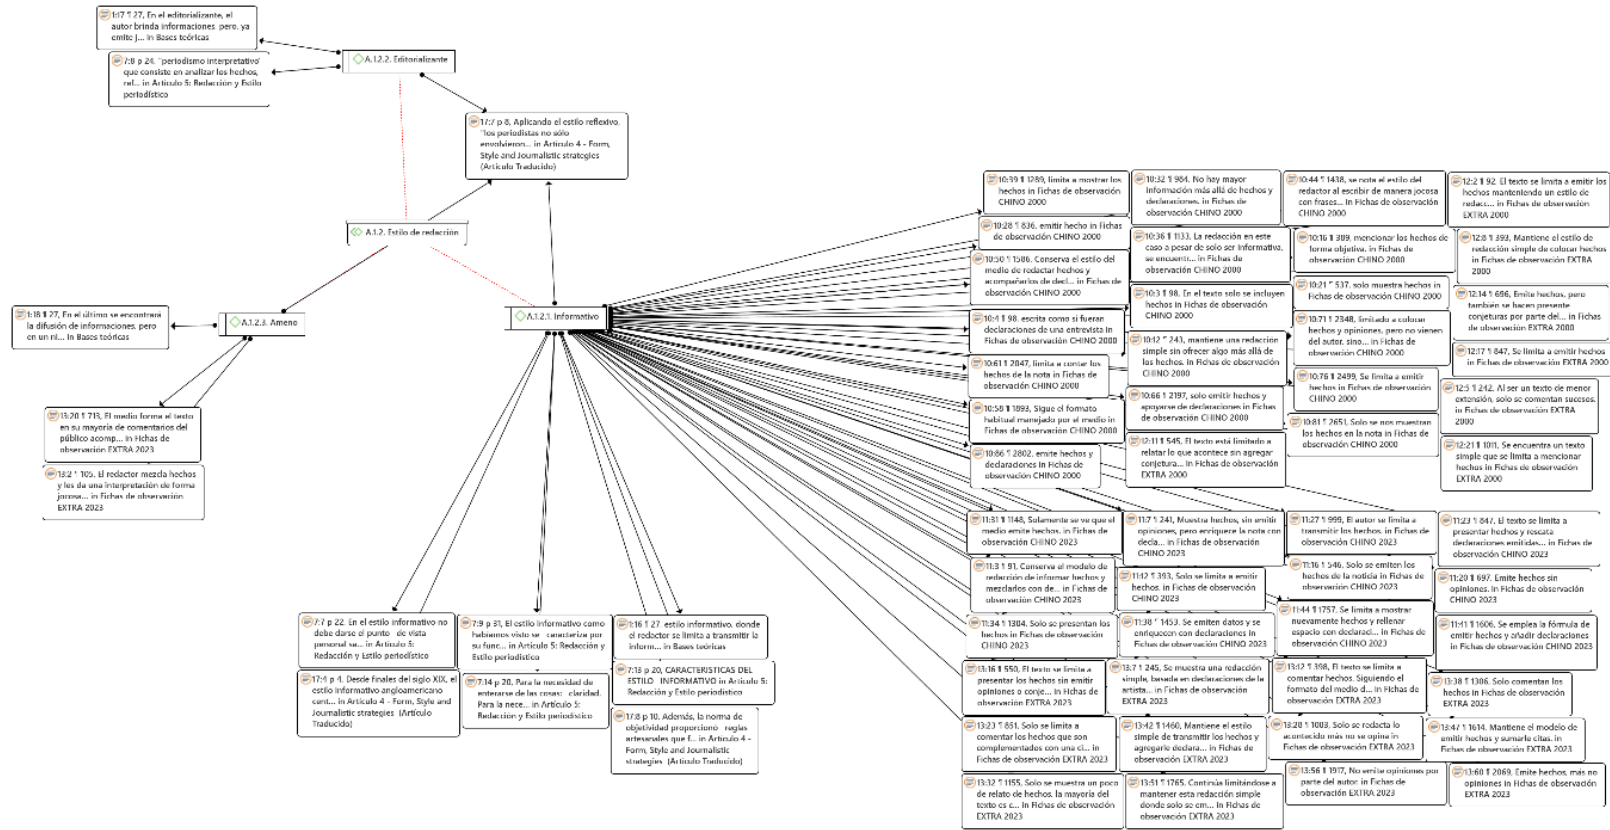 1:17 ¶ 27, En el editorializante, el
autor brinda informaciones pero, ya
emite j... in Bases teóricas
7:8 p 24, "periodismo interpretativo"
que consiste en analizar los hechos,
rel... in Artículo 5: Redacción y Estilo
periodístico
A.1.2.2. Editorializante
17:7 p 8, Aplicando el estilo reflexivo,
"los periodistas no sólo
envolvieron... in Artículo 4 - Form,
Style and Journalistic strategies
(Artículo Traducido)
A.1.2. Estilo de redacción
1:18 ¶ 27, En el último se encontrará
la difusión de informaciones, pero
en un ni... in Bases teóricas
A.1.2.3. Ameno
A.1.2.1. Informativo
13:20 ¶ 713, El medio forma el texto
en su mayoría de comentarios del
público acomp... in Fichas de
observación EXTRA 2023
13:2 ¶ 105, El redactor mezcla hechos
y les da una interpretación de forma
jocosa... in Fichas de observación
EXTRA 2023
7:7 p 22, En el estilo informativo no
debe darse el punto de vista
personal se... in Artículo 5:
Redacción y Estilo periodístico
7:9 p 31, El estilo informativo como
habíamos visto se caracteriza por
su func... in Artículo 5: Redacción y
Estilo periodístico
1:16 ¶ 27, estilo informativo, donde
el redactor se limita a transmitir la
inform... in Bases teóricas
17:4 p 4, Desde finales del siglo XIX, el
estilo informativo angloamericano
cent... in Artículo 4 - Form, Style and
Journalistic strategies (Artículo
Traducido)
7:14 p 20, Para la necesidad de
enterarse de las cosas: claridad.
Para la nece... in Artículo 5:
Redacción y Estilo periodístico
7:13 p 20, CARACTERISTICAS DEL
ESTILO INFORMATIVO in Artículo 5:
Redacción y Estilo periodístico
17:8 p 10, Además, la norma de
objetividad proporcionó reglas
artesanales que f... in Artículo 4 -
Form, Style and Journalistic
strategies (Artículo Traducido)
10:39 ¶ 1289, limita a mostrar los
hechos in Fichas de observación
CHINO 2000
10:32 ¶ 984, No hay mayor
información más allá de hechos y
declaraciones. in Fichas de
observación CHINO 2000
10:44 ¶ 1438, se nota el estilo del
redactor al escribir de manera jocosa
con frases... in Fichas de observación
CHINO 2000
12:2 ¶ 92, El texto se limita a emitir los
hechos manteniendo un estilo de
redacc... in Fichas de observación
EXTRA 2000
10:28 ¶ 836, emitir hecho in Fichas
de observación CHINO 2000
10:36 ¶ 1133, La redacción en este
caso a pesar de solo ser informativa,
se encuentr... in Fichas de
observación CHINO 2000
10:16 ¶ 389, mencionar los hechos de
forma objetiva. in Fichas de
observación CHINO 2000
12:8 ¶ 393, Mantiene el estilo de
redacción simple de colocar hechos
in Fichas de observación EXTRA
2000
10:50 ¶ 1586, Conserva el estilo del
medio de redactar hechos y
acompañarlos de decl... in Fichas de
observación CHINO 2000
10:3 ¶ 98, En el texto solo se incluyen
hechos in Fichas de observación
CHINO 2000
10:21 ¶ 537, solo muestra hechos in
Fichas de observación CHINO 2000
12:14 ¶ 696, Emite hechos, pero
también se hacen presente
conjeturas por parte del... in Fichas
de observación EXTRA 2000
10:4 ¶ 98, escrita como si fueran
declaraciones de una entrevista in
Fichas de observación CHINO 2000
10:12 ¶ 243, mantiene una redacción
simple sin ofrecer algo más allá de
los hechos. in Fichas de observación
CHINO 2000
10:71 ¶ 2348, limitado a colocar
hechos y opiniones, pero no vienen
del autor, sino... in Fichas de
observación CHINO 2000
12:17 ¶ 847, Se limita a emitir hechos
in Fichas de observación EXTRA 2000
10:61 ¶ 2047, limita a contar los
hechos de la nota in Fichas de
observación CHINO 2000
10:66 ¶ 2197, solo emitir hechos y
apoyarse de declaraciones in Fichas
de observación CHINO 2000
10:76 ¶ 2499, Se limita a emitir
hechos in Fichas de observación
CHINO 2000
12:5 ¶ 242, Al ser un texto de menor
extensión, solo se comentan sucesos.
in Fichas de observación EXTRA
2000
10:58 ¶ 1893, Sigue el formato
habitual manejado por el medio in
Fichas de observación CHINO 2000
12:11 ¶ 545, El texto está limitado a
relatar lo que acontece sin agregar
conjetura... in Fichas de observación
EXTRA 2000
10:81 ¶ 2651, Solo se nos muestran
los hechos en la nota in Fichas de
observación CHINO 2000
12:21 ¶ 1011, Se encuentra un texto
simple que se limita a mencionar
hechos in Fichas de observación
EXTRA 2000
10:86 ¶ 2802, emite hechos y
declaraciones in Fichas de
observación CHINO 2000
11:31 ¶ 1148, Solamente se ve que el
medio emite hechos. in Fichas de
observación CHINO 2023
11:7 ¶ 241, Muestra hechos, sin emitir
opiniones, pero enriquece la nota con
decla... in Fichas de observación
CHINO 2023
11:27 ¶ 999, El autor se limita a
transmitir los hechos. in Fichas de
observación CHINO 2023
11:23 ¶ 847, El texto se limita a
presentar hechos y rescata
declaraciones emitidas... in Fichas de
observación CHINO 2023
11:3 ¶ 91, Conserva el modelo de
redacción de informar hechos y
mezclarlos con de... in Fichas de
observación CHINO 2023
11:12 ¶ 393, Solo se limita a emitir
hechos. in Fichas de observación
CHINO 2023
11:16 ¶ 546, Solo se emiten los
hechos de la noticia in Fichas de
observación CHINO 2023
11:20 ¶ 697, Emite hechos sin
opiniones. in Fichas de observación
CHINO 2023
11:34 ¶ 1304, Solo se presentan los
hechos in Fichas de observación
CHINO 2023
11:38 ¶ 1453, Se emiten datos y se
enriquecen con declaraciones in
Fichas de observación CHINO 2023
11:44 ¶ 1757, Se limita a mostrar
nuevamente hechos y rellenar
espacio con declaraci... in Fichas de
observación CHINO 2023
11:41 ¶ 1606, Se emplea la fórmula de
emitir hechos y añadir declaraciones
in Fichas de observación CHINO
2023
13:16 ¶ 550, El texto se limita a
presentar los hechos sin emitir
opiniones o conje... in Fichas de
observación EXTRA 2023
13:7 ¶ 245, Se muestra una redacción
simple, basada en declaraciones de la
artista... in Fichas de observación
EXTRA 2023
13:12 ¶ 398, El texto se limita a
comentar hechos. Siguiendo el
formato del medio d... in Fichas de
observación EXTRA 2023
13:38 ¶ 1306, Solo comentan los
hechos in Fichas de observación
EXTRA 2023
13:23 ¶ 851, Solo se limita a
comentar los hechos que son
complementados con una ci... in
Fichas de observación EXTRA 2023
13:42 ¶ 1460, Mantiene el estilo
simple de transmitir los hechos y
agregarle declara... in Fichas de
observación EXTRA 2023
13:28 ¶ 1003, Solo se redacta lo
acontecido más no se opina in
Fichas de observación EXTRA 2023
13:47 ¶ 1614, Mantiene el modelo de
emitir hechos y sumarle citas. in
Fichas de observación EXTRA 2023
13:32 ¶ 1155, Solo se muestra un poco
de relato de hechos, la mayoría del
texto es c... in Fichas de observación
EXTRA 2023
13:51 ¶ 1765, Continúa limitándose a
mantener esta redacción simple
donde solo se em... in Fichas de
observación EXTRA 2023
13:56 ¶ 1917, No emite opiniones por
parte del autor. in Fichas de
observación EXTRA 2023
13:60 ¶ 2069, Emite hechos, más no
opiniones in Fichas de observación
EXTRA 2023